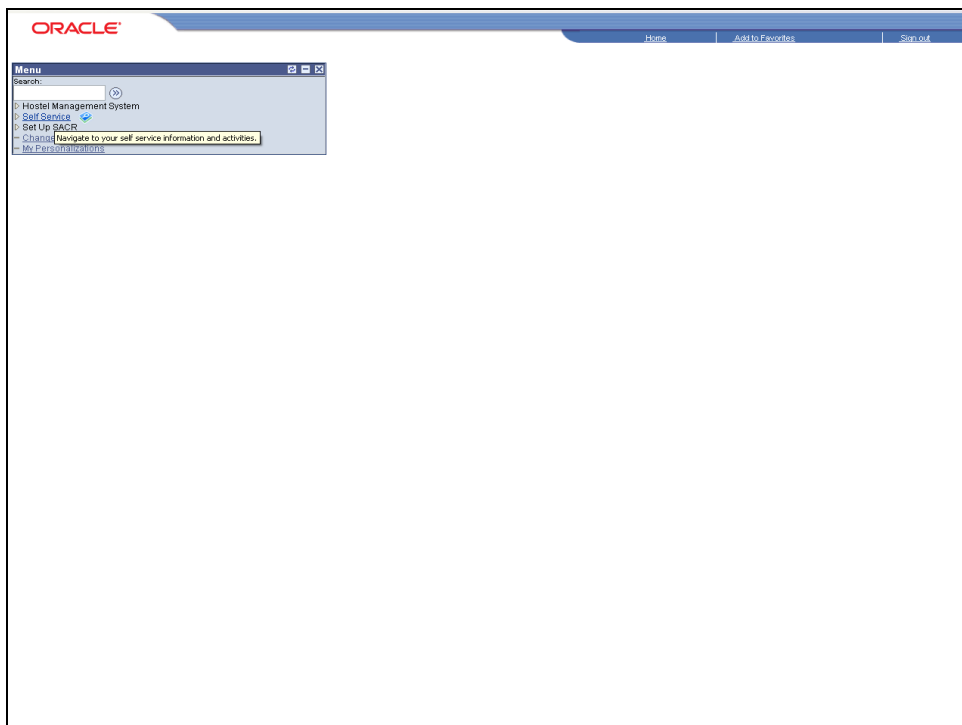 ORACLE
Home
Add to Favorites
Sign out
Menu
Search:
Hostel Management System
Self Service
Set Up SACR
Change
Navigate to your self service information and activities.
My Personalizations